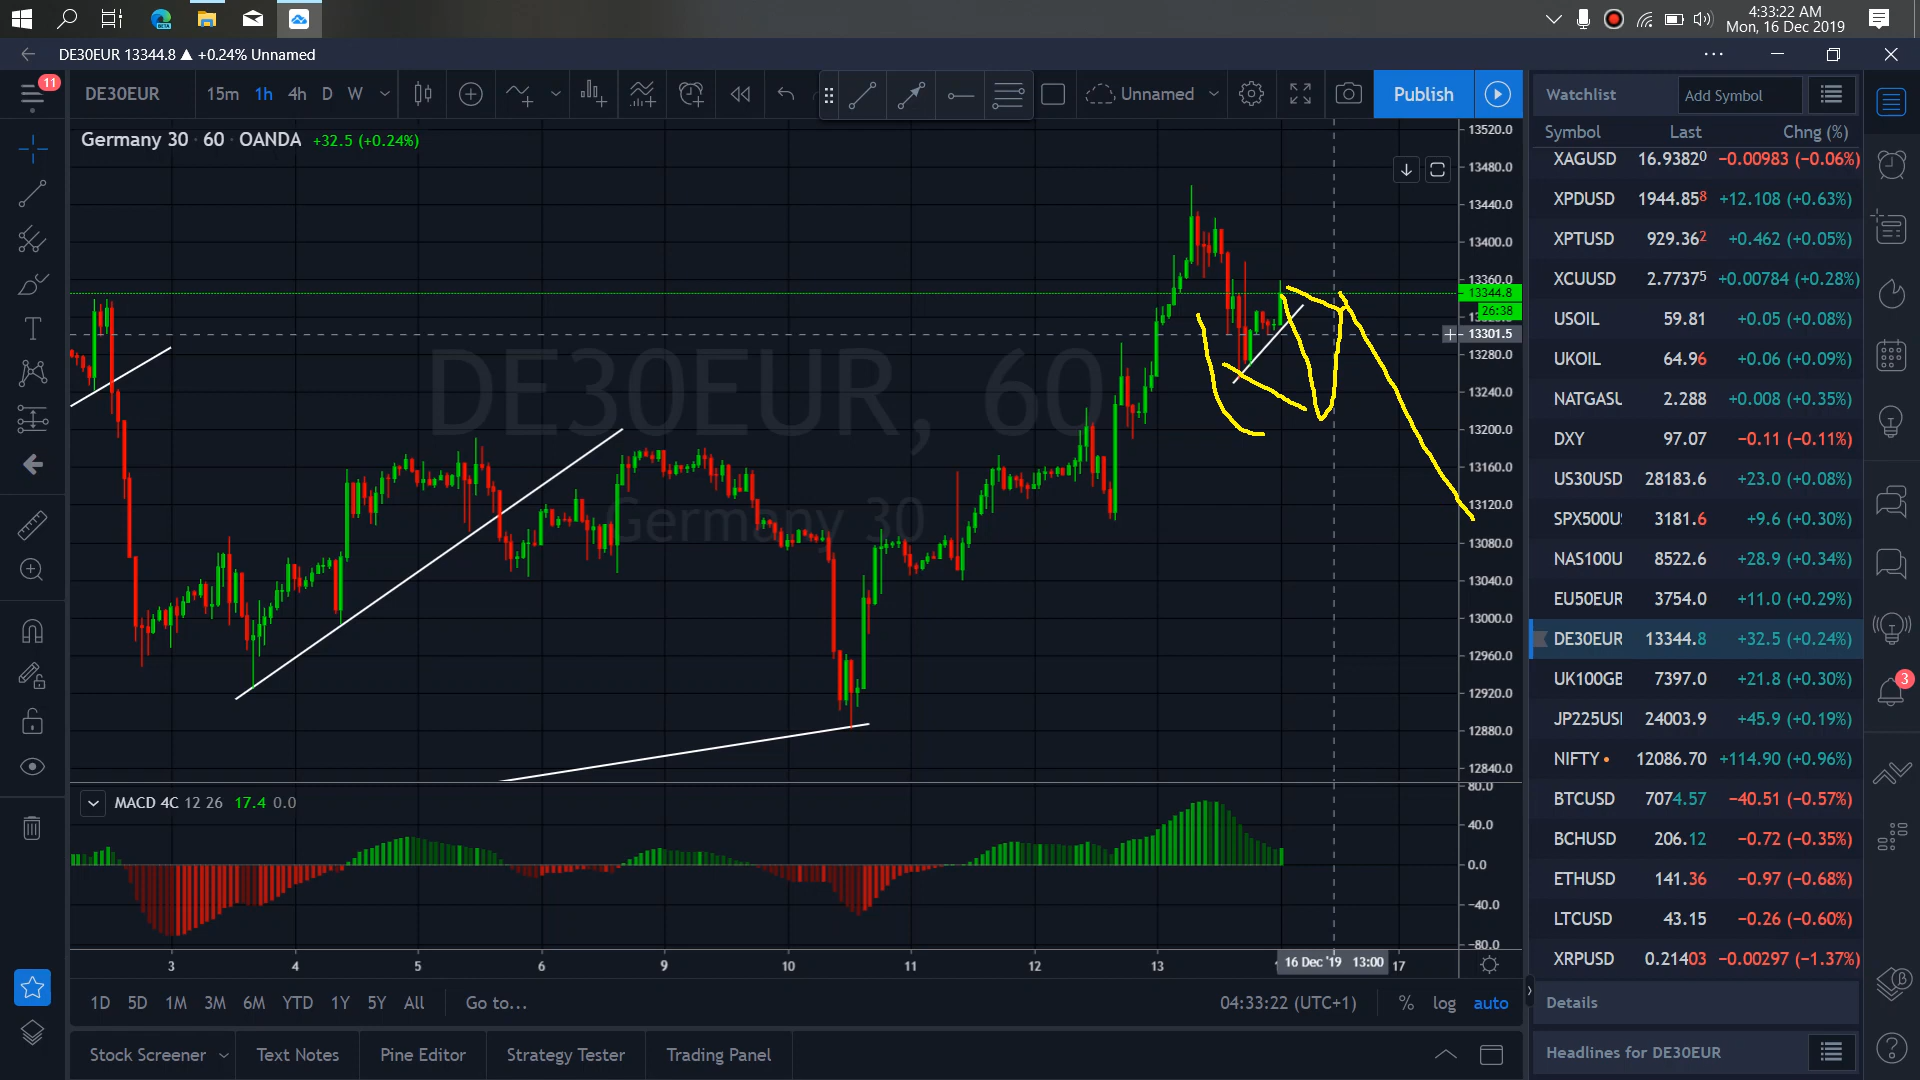 4:33:22 AM
Mon, 16 Dec 2019
DE30EUR 13344.8 ▲ +0.24% Unnamed
11
DE30EUR 15m 1h 4h D W Unnamed Publish
Germany 30 · 60 · OANDA +32.5 (+0.24%)
DE30EUR, 60
Germany 30
13520.0
13480.0
13440.0
13400.0
13360.0
13344.8
26:38
13301.5
13280.0
13240.0
13200.0
13160.0
13120.0
13080.0
13040.0
13000.0
12960.0
12920.0
12880.0
12840.0
MACD 4C 12 26 17.4 0.0
80.0
40.0
0.0
−40.0
−80.0
3 4 5 6 9 10 11 12 13 16 Dec '19 13:00 17
1D 5D 1M 3M 6M YTD 1Y 5Y All Go to... 04:33:22 (UTC+1) % log auto
Stock Screener Text Notes Pine Editor Strategy Tester Trading Panel
Watchlist Add Symbol
Symbol Last Chng (%)
XAGUSD 16.93820 −0.00983 (−0.06%)
XPDUSD 1944.858 +12.108 (+0.63%)
XPTUSD 929.362 +0.462 (+0.05%)
XCUUSD 2.77375 +0.00784 (+0.28%)
USOIL 59.81 +0.05 (+0.08%)
UKOIL 64.96 +0.06 (+0.09%)
NATGASU 2.288 +0.008 (+0.35%)
DXY 97.07 −0.11 (−0.11%)
US30USD 28183.6 +23.0 (+0.08%)
SPX500U 3181.6 +9.6 (+0.30%)
NAS100U 8522.6 +28.9 (+0.34%)
EU50EUR 3754.0 +11.0 (+0.29%)
DE30EUR 13344.8 +32.5 (+0.24%)
UK100GB 7397.0 +21.8 (+0.30%)
JP225USI 24003.9 +45.9 (+0.19%)
NIFTY 12086.70 +114.90 (+0.96%)
BTCUSD 7074.57 −40.51 (−0.57%)
BCHUSD 206.12 −0.72 (−0.35%)
ETHUSD 141.36 −0.97 (−0.68%)
LTCUSD 43.15 −0.26 (−0.60%)
XRPUSD 0.21403 −0.00297 (−1.37%)
Details
Headlines for DE30EUR
3